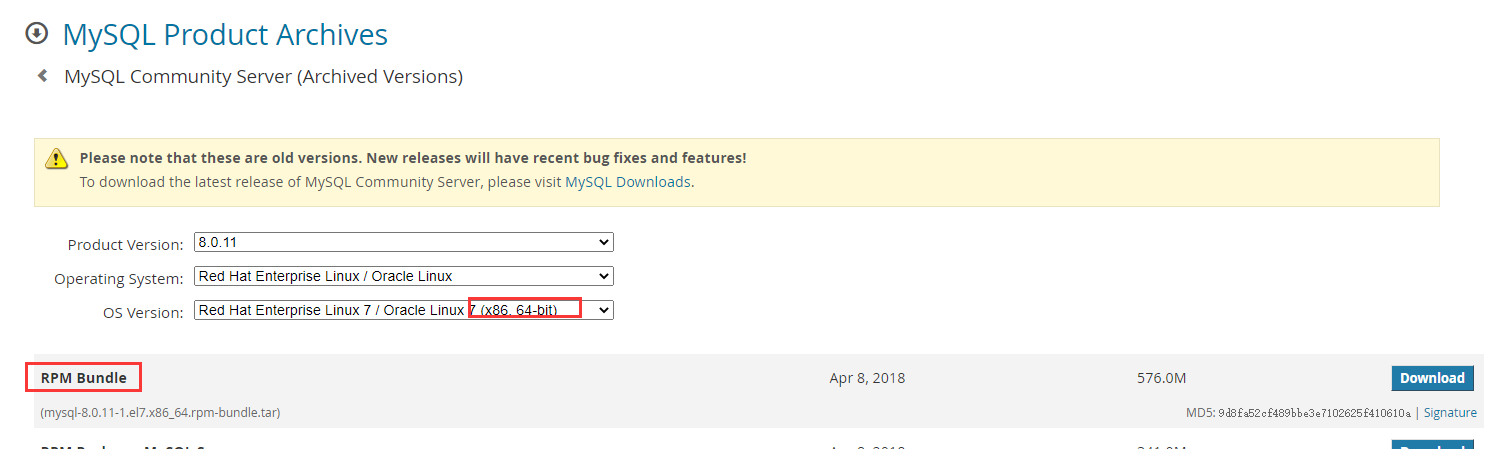 MySQL Product Archives
MySQL Community Server (Archived Versions)
Please note that these are old versions. New releases will have recent bug fixes and features!
To download the latest release of MySQL Community Server, please visit MySQL Downloads.
Product Version: 8.0.11
Operating System: Red Hat Enterprise Linux / Oracle Linux
OS Version: Red Hat Enterprise Linux 7 / Oracle Linux 7 (x86, 64-bit)
RPM Bundle Apr 8, 2018 576.0M Download
(mysql-8.0.11-1.el7.x86_64.rpm-bundle.tar) MD5: 9d8fa52cf489bbe3e7102625f410610a | Signature